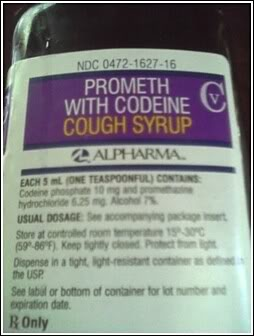 NDC 0472-1627-16
PROMETH
WITH CODEINE
COUGH SYRUP
CV
ALPHARMA
EACH 5 mL (ONE TEASPOONFUL) CONTAINS:
Codeine phosphate 10 mg and promethazine
hydrochloride 6.25 mg. Alcohol 7%.
USUAL DOSAGE: See accompanying package insert.
Store at controlled room temperature 15°-30°C
(59°-86°F). Keep tightly closed. Protect from light.
Dispense in a tight, light-resistant container as defined in
the USP.
See label or bottom of container for lot number and
expiration date.
℞ Only